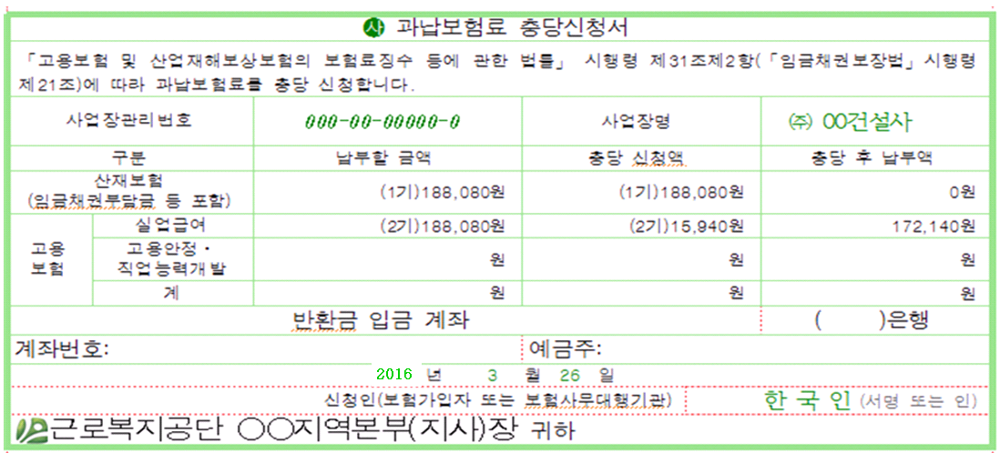 사 과납보험료 충당신청서
「고용보험 및 산업재해보상보험의 보험료징수 등에 관한 법률」 시행령 제31조제2항(「임금채권보장법」시행령
제21조)에 따라 과납보험료를 충당 신청합니다.
사업장관리번호 000-00-00000-0 사업장명 ㈜ OO건설사
구분 납부할 금액 충당 신청액 충당 후 납부액
산재보험
(임금채권부담금 등 포함) (1기)188,080원 (1기)188,080원 0원
고용
보험
실업급여 (2기)188,080원 (2기)15,940원 172,140원
고용안정·
직업능력개발 원 원 원
계 원 원 원
반환금 입금 계좌 ( )은행
계좌번호: 예금주:
2016 년 3 월 26 일
신청인(보험가입자 또는 보험사무대행기관) 한 국 인 (서명 또는 인)
근로복지공단 ○○지역본부(지사)장 귀하